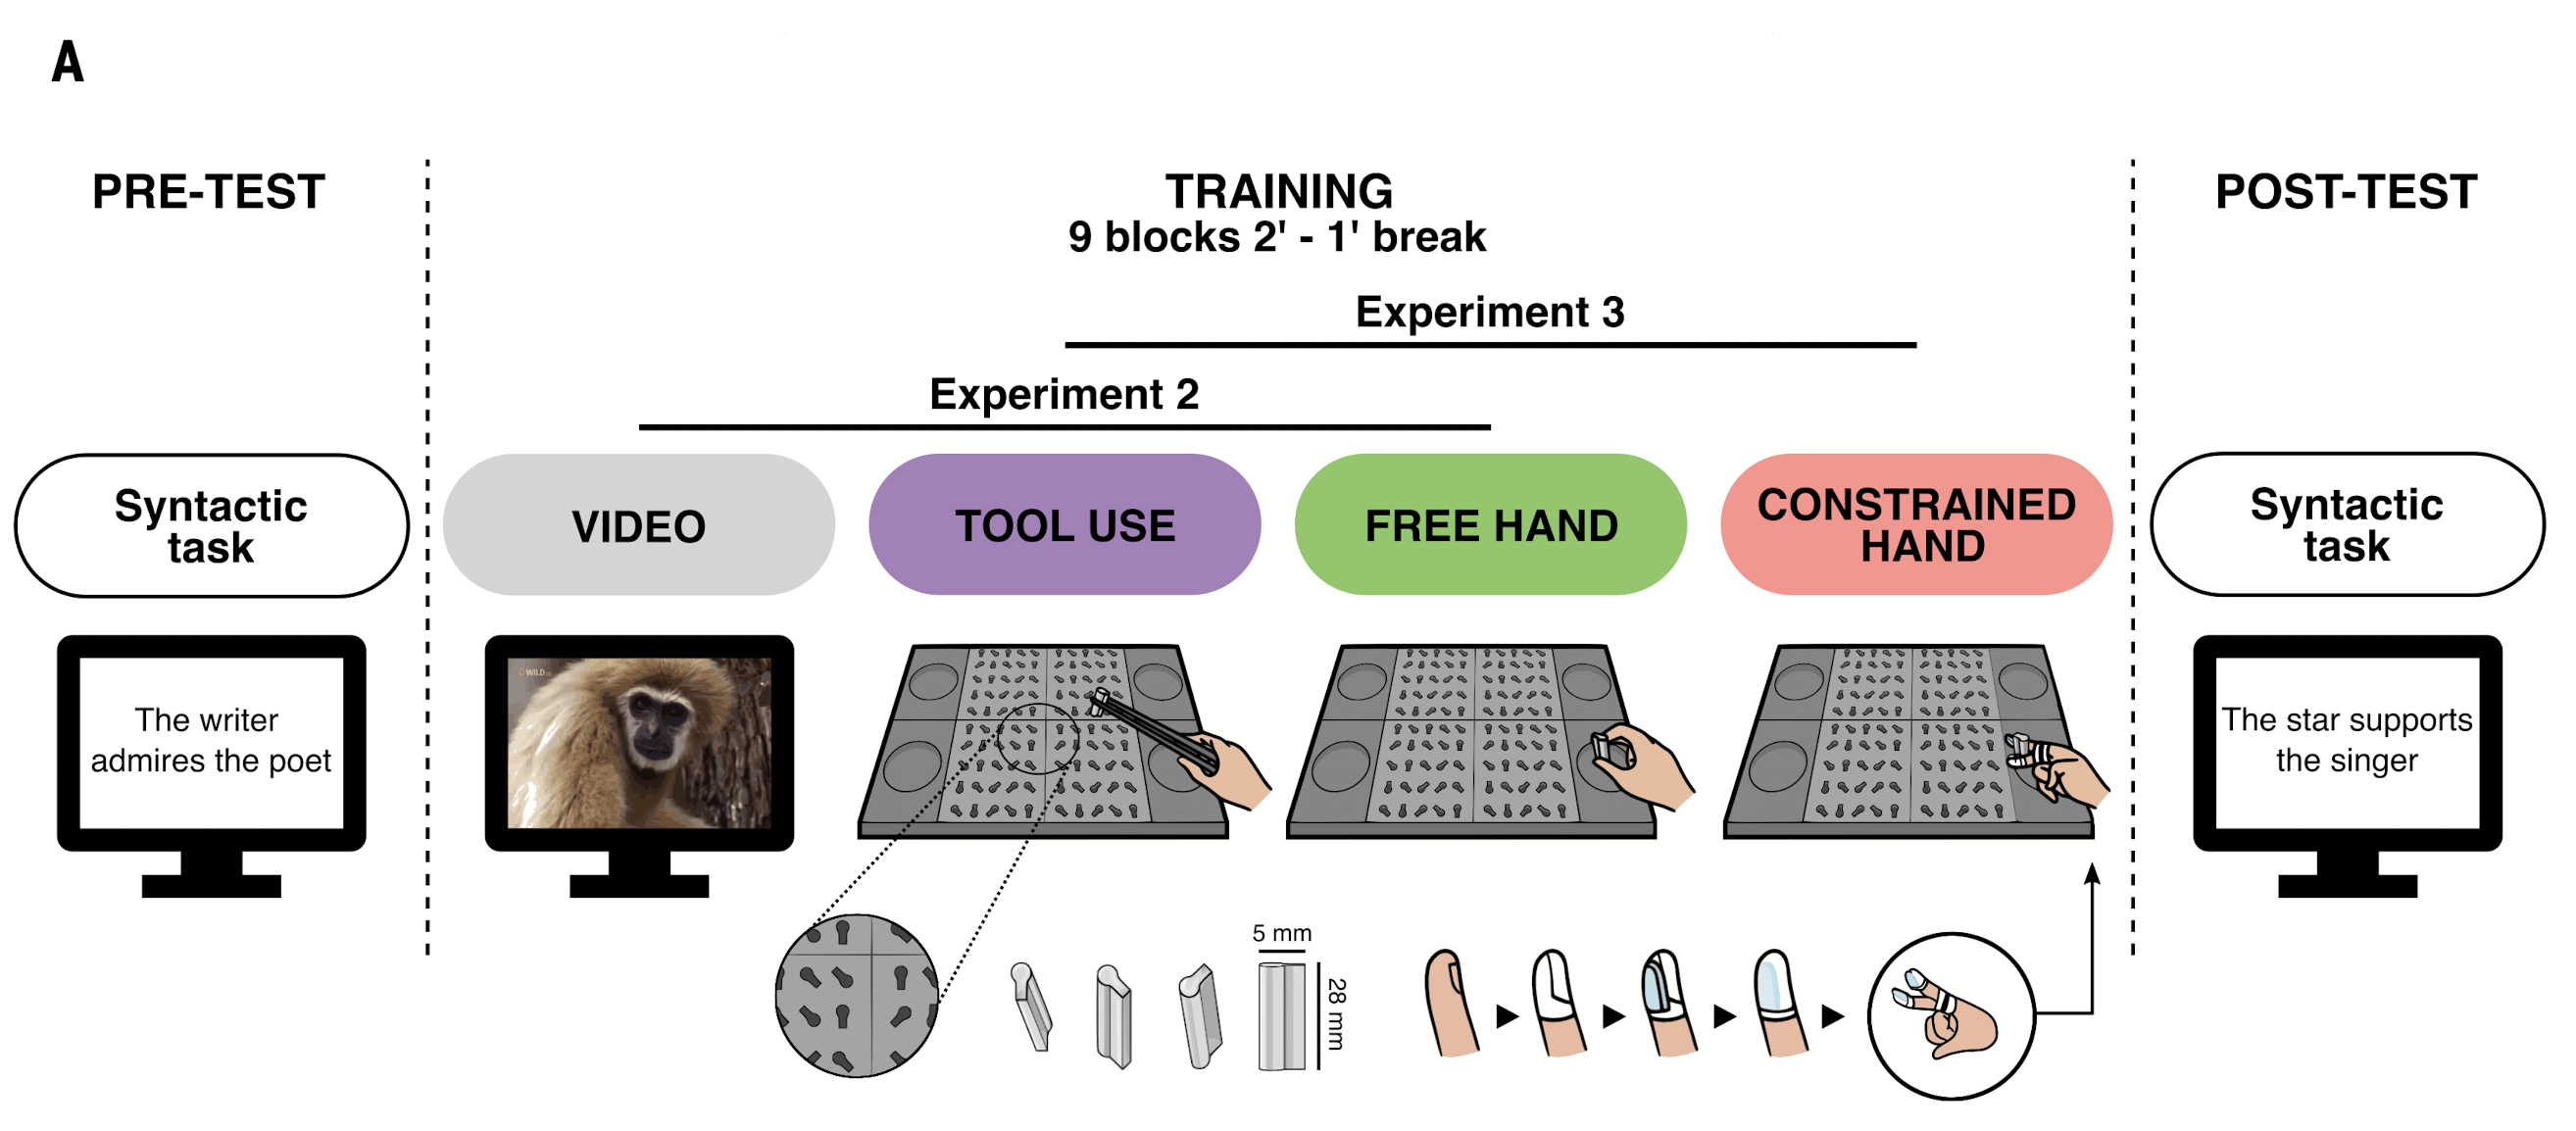 A
PRE-TEST
TRAINING
9 blocks 2' - 1' break
POST-TEST
Experiment 3
Experiment 2
Syntactic
task
VIDEO
TOOL USE
FREE HAND
CONSTRAINED
HAND
Syntactic
task
The writer
admires the poet
WILD
The star supports
the singer
5 mm
28 mm